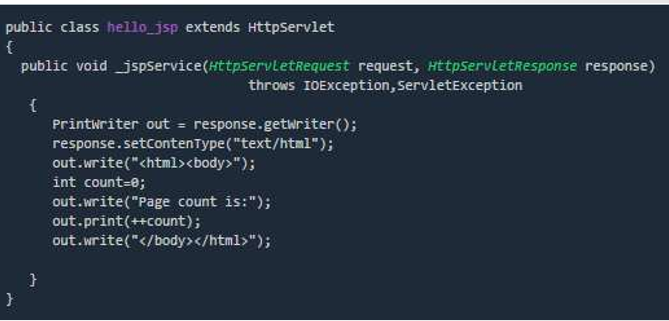 public class hello_jsp extends HttpServlet
{
public void _jspService(HttpServletRequest request, HttpServletResponse response)
throws IOException,ServletException
{
PrintWriter out = response.getWriter();
response.setContenType("text/html");
out.write("<html><body>");
int count=0;
out.write("Page count is:");
out.print(++count);
out.write("</body></html>");
}
}